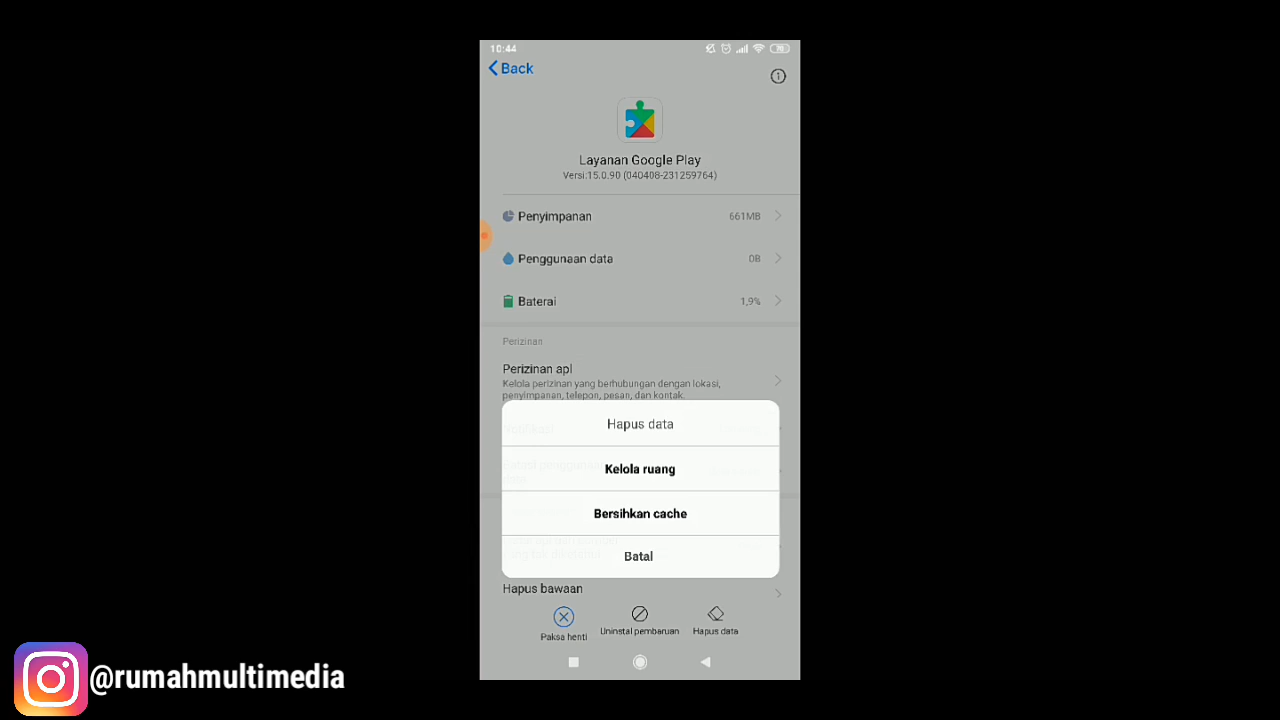 10:44
Back
Layanan Google Play
Versi:15.0.90 (040408-231259764)
Penyimpanan 661MB
Penggunaan data 0B
Baterai 1,9%
Perizinan
Perizinan apl
Kelola perizinan yang berhubungan dengan lokasi,
penyimpanan, telepon, pesan, dan kontak.
Hapus data
Kelola ruang
Bersihkan cache
Batal
Hapus bawaan
Paksa henti
Uninstal pembaruan
Hapus data
@rumahmultimedia